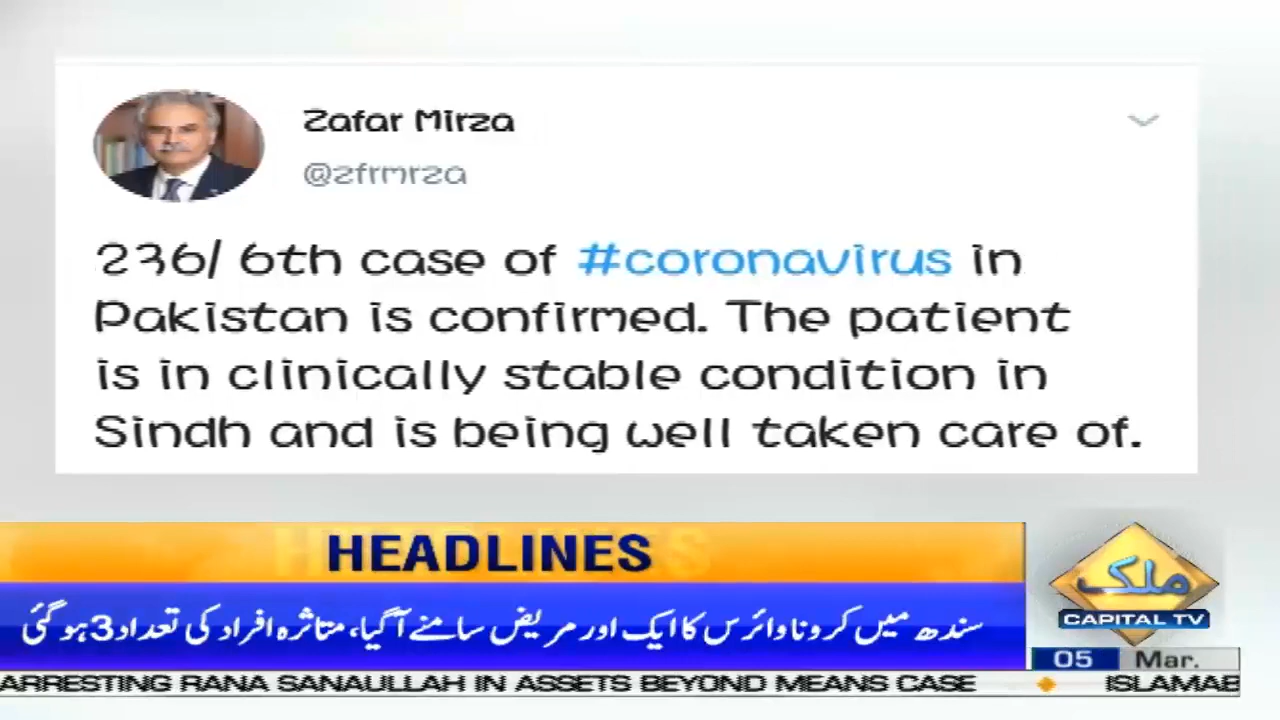 Zafar Mirza
@zfrmrza
236/ 6th case of #coronavirus in
Pakistan is confirmed. The patient
is in clinically stable condition in
Sindh and is being well taken care of.
HEADLINES
سندھ میں کرونا وائرس کا ایک اور مریض سامنے آگیا، متاثرہ افراد کی تعداد 3 ہوگئی
ملک
CAPITAL TV
05 Mar.
ARRESTING RANA SANAULLAH IN ASSETS BEYOND MEANS CASE ISLAMAB